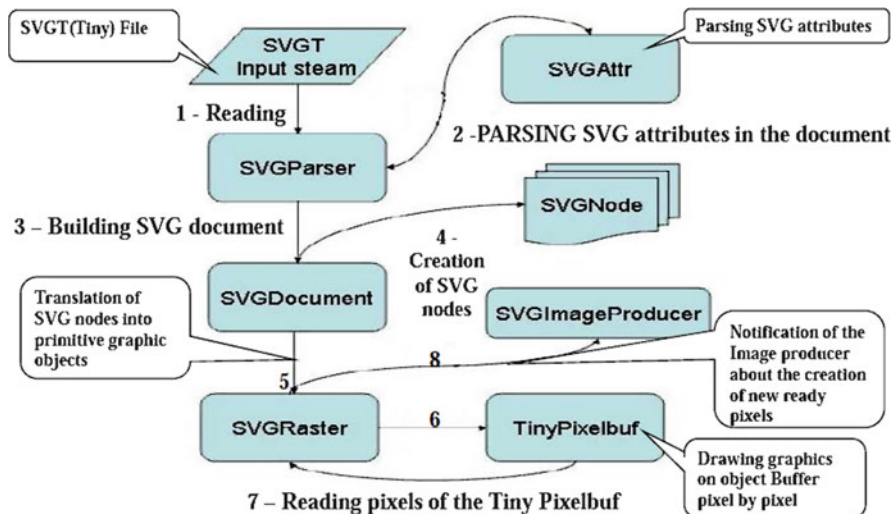 SVGT(Tiny) File
SVGT
Input steam
Parsing SVG attributes
SVGAttr
1 - Reading
2 -PARSING SVG attributes in the document
SVGParser
SVGNode
3 – Building SVG document
4 -
Creation
of SVG
nodes
SVGDocument
Translation of
SVG nodes into
primitive graphic
objects
SVGImageProducer
Notification of the
Image producer
about the creation
of new ready
pixels
8
5
SVGRaster
6
TinyPixelbuf
Drawing graphics
on object Buffer
pixel by pixel
7 – Reading pixels of the Tiny Pixelbuf